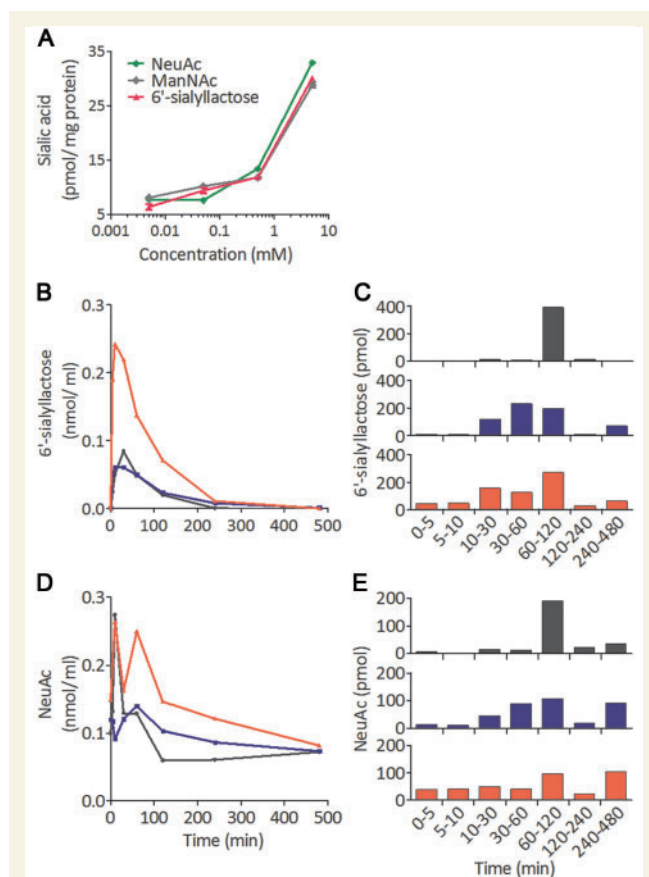 A
Sialic acid
(pmol/ mg protein)
35
25
15
5
NeuAc
ManNAc
6'-sialyllactose
0.001 0.01 0.1 1 10
Concentration (mM)
B
6'-sialyllactose
(nmol/ ml)
0.3
0.2
0.1
0.0
0 100 200 300 400 500
C
6'-sialyllactose (pmol)
400
200
0
400
200
0
400
200
0
0-5 5-10 10-30 30-60 60-120 120-240 240-480
D
NeuAc
(nmol/ml)
0.3
0.2
0.1
0.0
0 100 200 300 400 500
Time (min)
E
NeuAc (pmol)
200
100
0
200
100
0
200
100
0
0-5 5-10 10-30 30-60 60-120 120-240 240-480
Time (min)